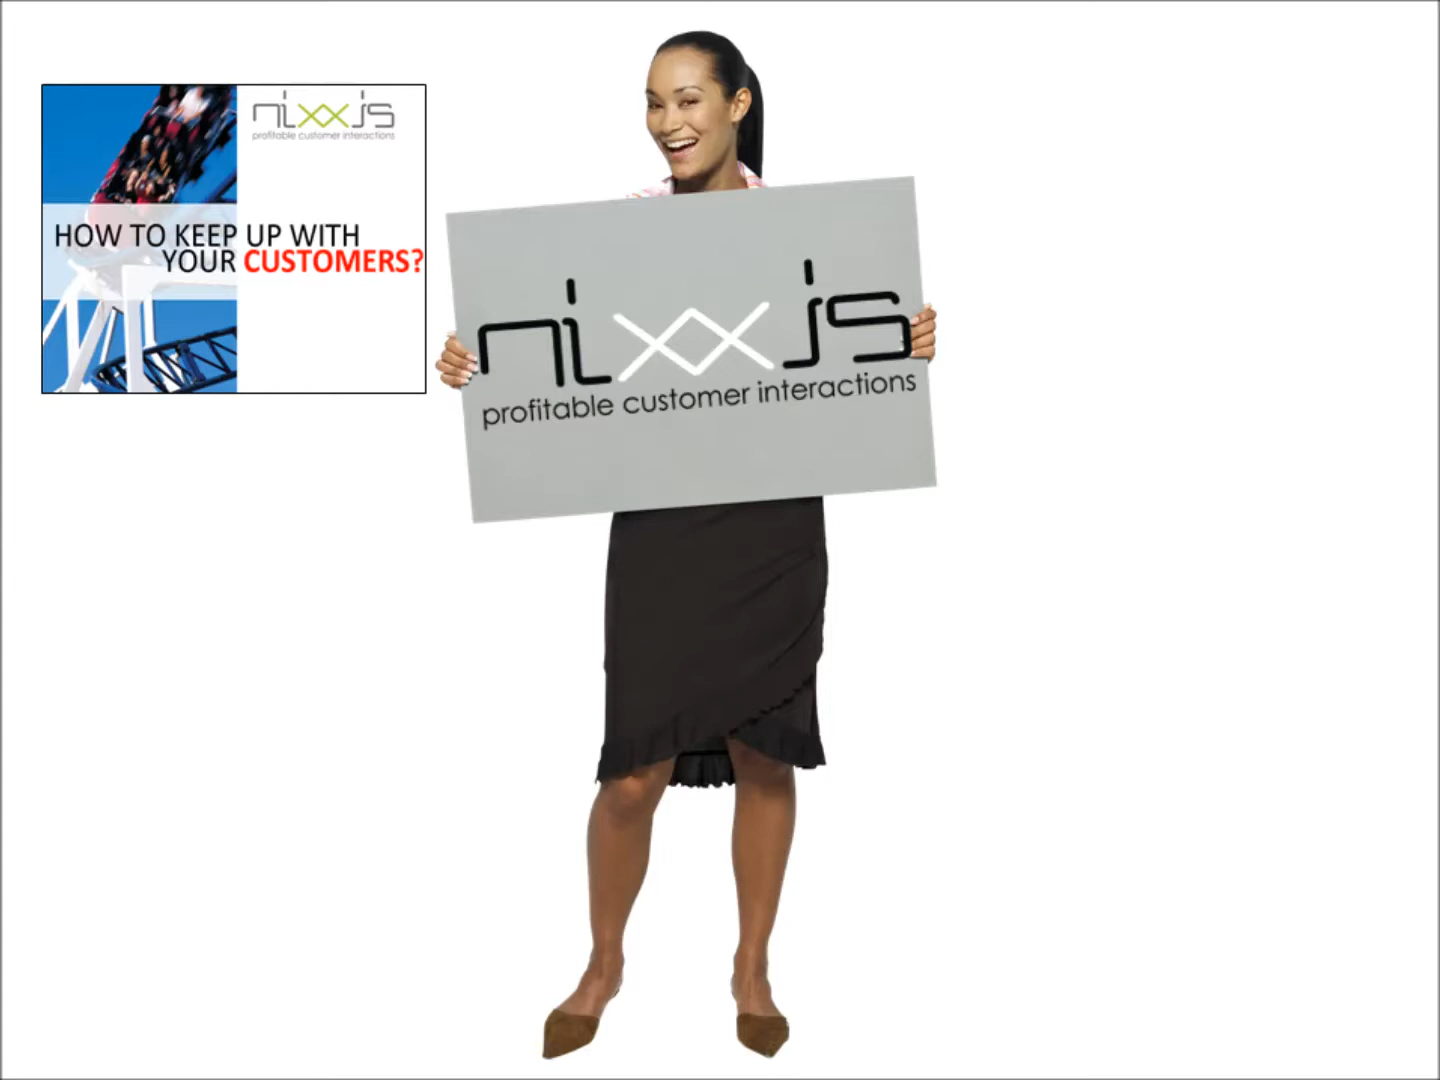 nixxis
profitable customer interactions
HOW TO KEEP UP WITH
YOUR CUSTOMERS?
nixxis
profitable customer interactions